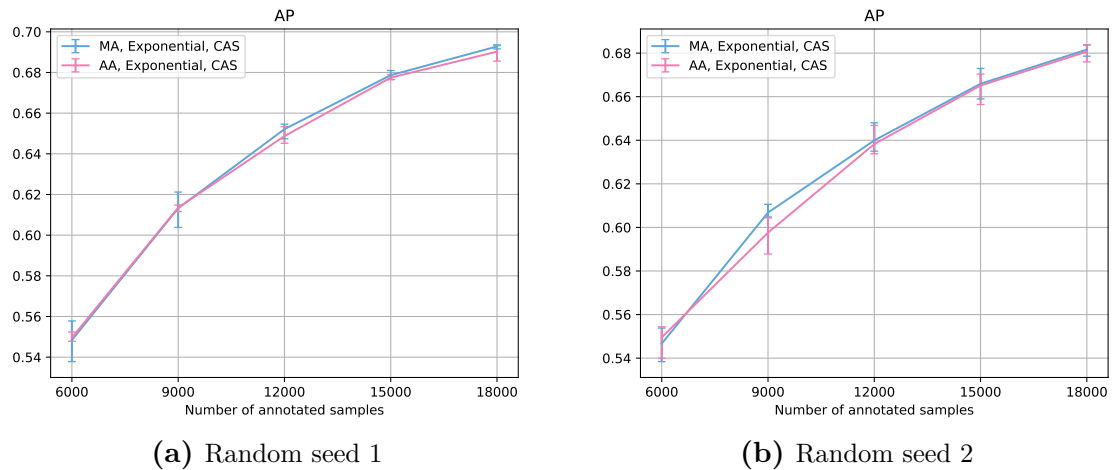 AP
0.70
0.68
0.66
0.64
0.62
0.60
0.58
0.56
0.54
MA, Exponential, CAS
AA, Exponential, CAS
6000 9000 12000 15000 18000
Number of annotated samples
(a) Random seed 1
AP
0.68
0.66
0.64
0.62
0.60
0.58
0.56
0.54
MA, Exponential, CAS
AA, Exponential, CAS
6000 9000 12000 15000 18000
Number of annotated samples
(b) Random seed 2